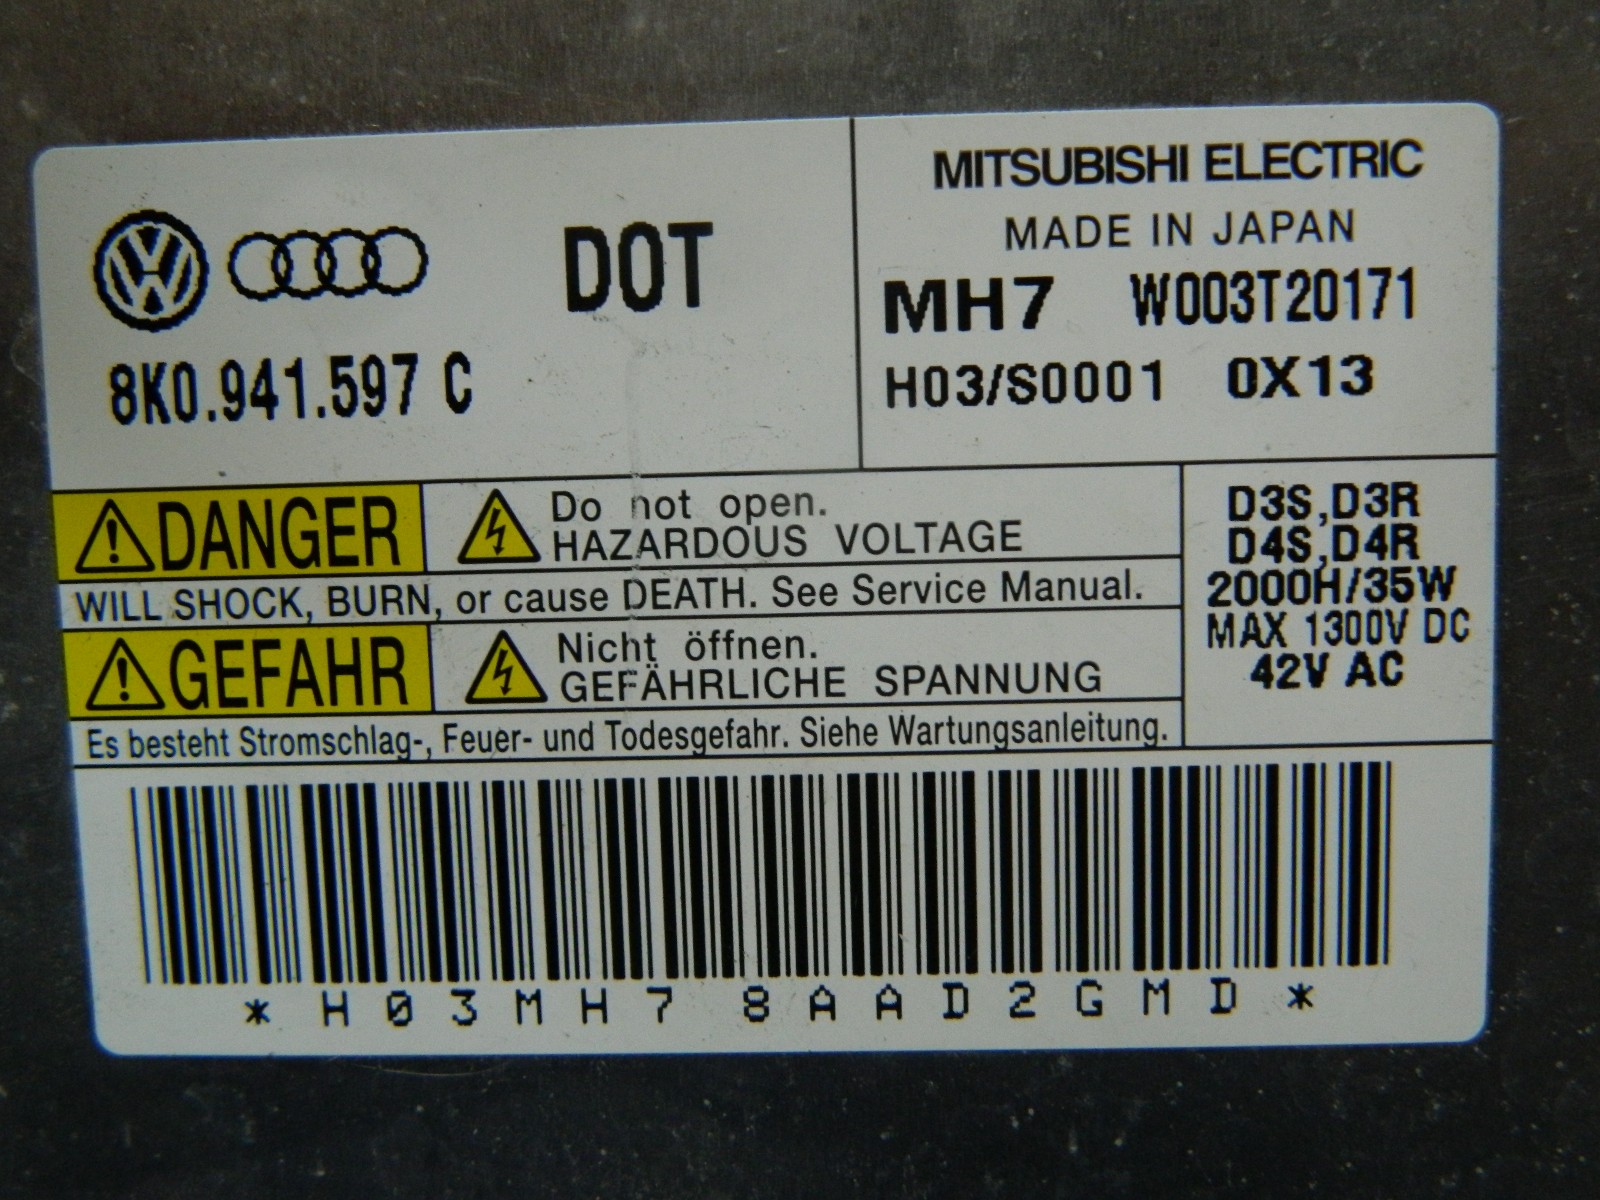 DOT
8K0.941.597 C
MITSUBISHI ELECTRIC
MADE IN JAPAN
MH7 W003T20171
H03/S0001 0X13
DANGER
Do not open.
HAZARDOUS VOLTAGE
WILL SHOCK, BURN, or cause DEATH. See Service Manual.
GEFAHR
Nicht öffnen.
GEFÄHRLICHE SPANNUNG
Es besteht Stromschlag-, Feuer- und Todesgefahr. Siehe Wartungsanleitung.
D3S,D3R
D4S,D4R
2000H/35W
MAX 1300V DC
42V AC
*H03MH78AAD2GMD*